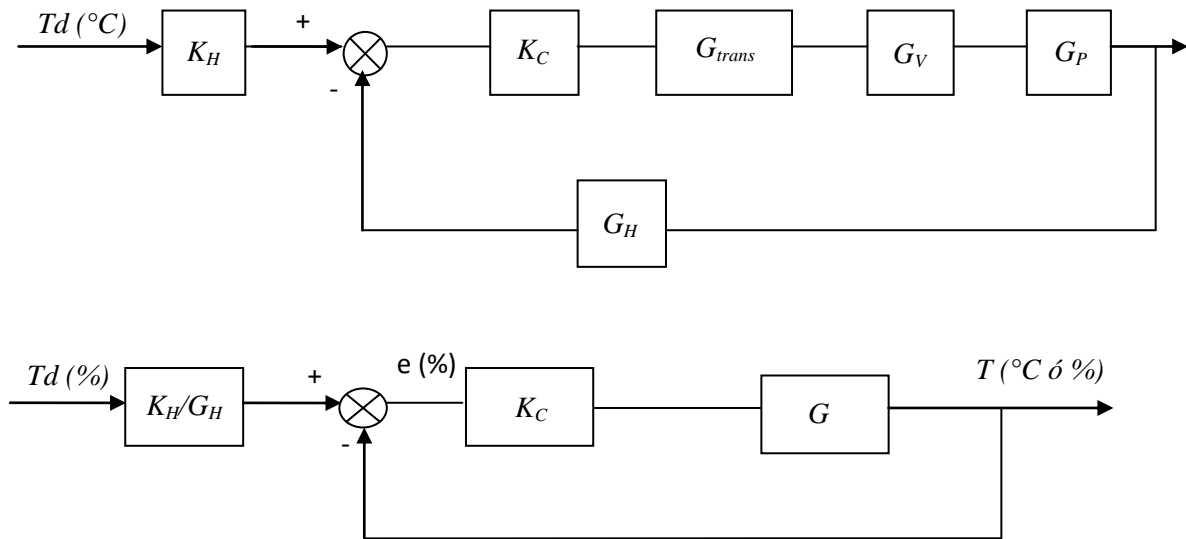 Td (°C)
K_H
+
-
K_C
G_trans
G_V
G_P
G_H
Td (%)
K_H/G_H
+
-
e (%)
K_C
G
T (°C ó %)